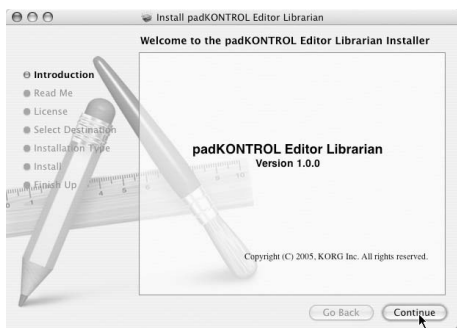 Install padKONTROL Editor Librarian
Welcome to the padKONTROL Editor Librarian Installer
Introduction
Read Me
License
Select Destination
Installation Type
Install
Finish Up
padKONTROL Editor Librarian
Version 1.0.0
Copyright (C) 2005, KORG Inc. All rights reserved.
Go Back
Continue